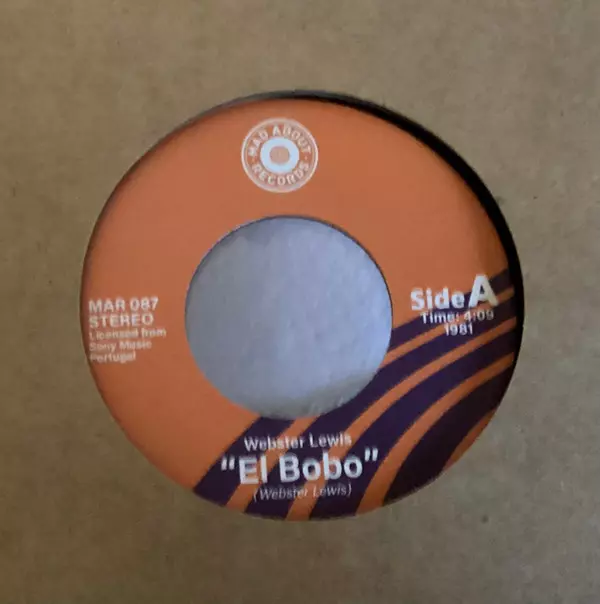 MAD ABOUT
RECORDS
MAR 087
STEREO
Licensed from
Sony Music
Portugal
Side A
Time: 4:09
1981
Webster Lewis
"El Bobo"
(Webster Lewis)